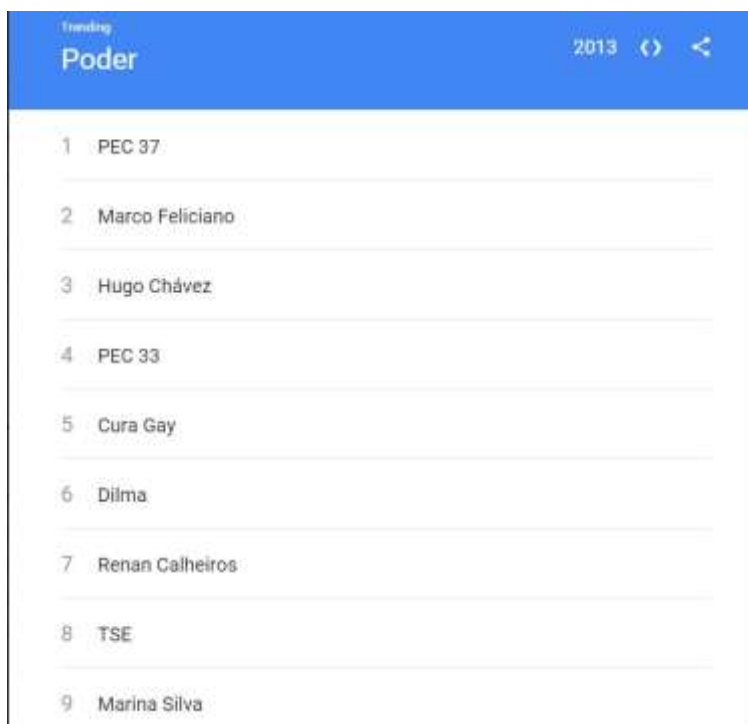 Trending
Poder
2013
1 PEC 37
2 Marco Feliciano
3 Hugo Chávez
4 PEC 33
5 Cura Gay
6 Dilma
7 Renan Calheiros
8 TSE
9 Marina Silva